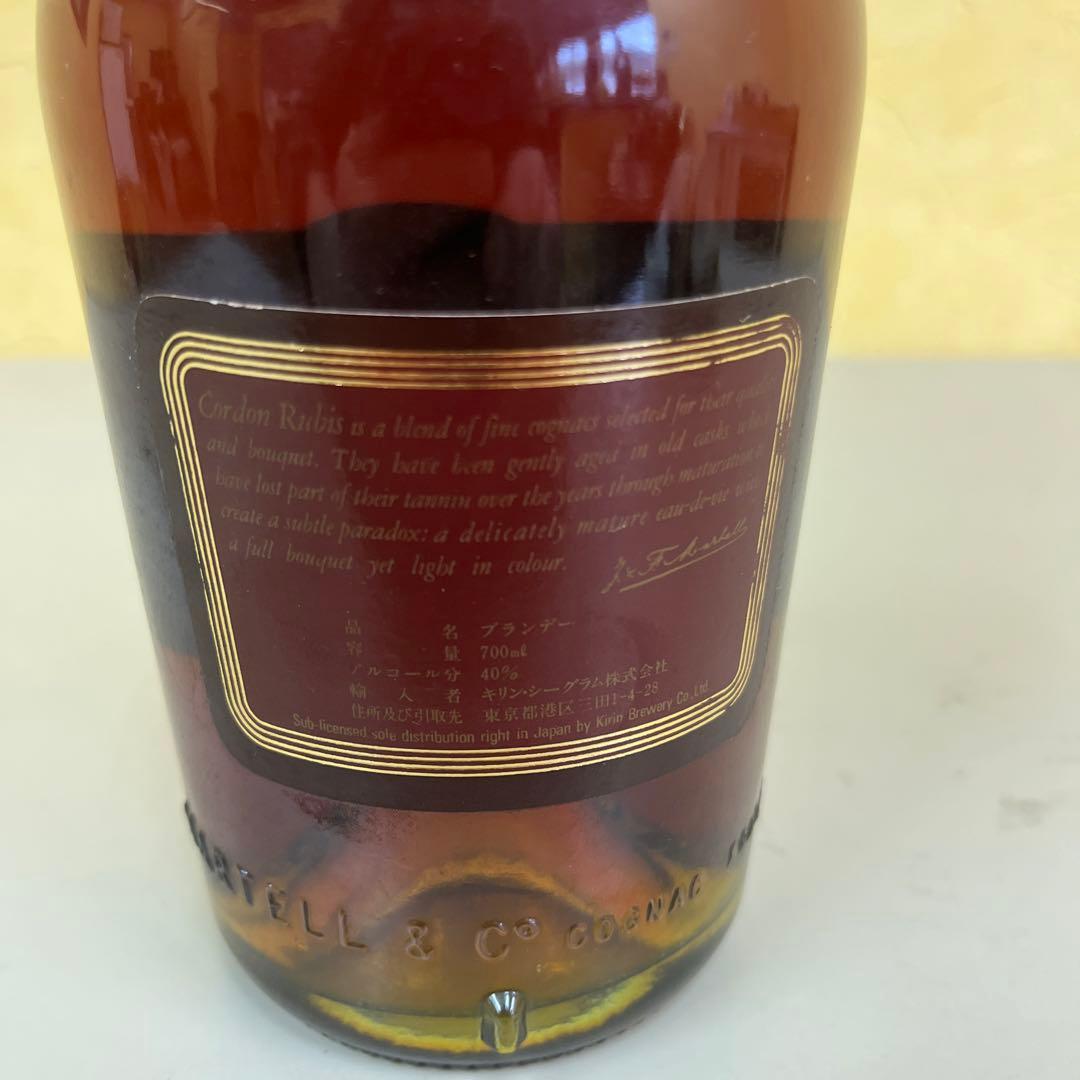 Cordon Rubis is a blend of fine cognacs selected for their
and bouquet. They have been gently aged in old casks which
have lost part of their tannin over the years through maturation to
create a subtle paradox: a delicately mature eau-de-vie with
a full bouquet yet light in colour.
J & F Martell
品名 ブランデー
容量 700ml
アルコール分 40%
輸入者 キリン・シーグラム株式会社
住所及び引取先 東京都港区三田1-4-28
Sub-licensed sole distribution right in Japan by Kirin Brewery Co., Ltd
MARTELL & Co COGNAC